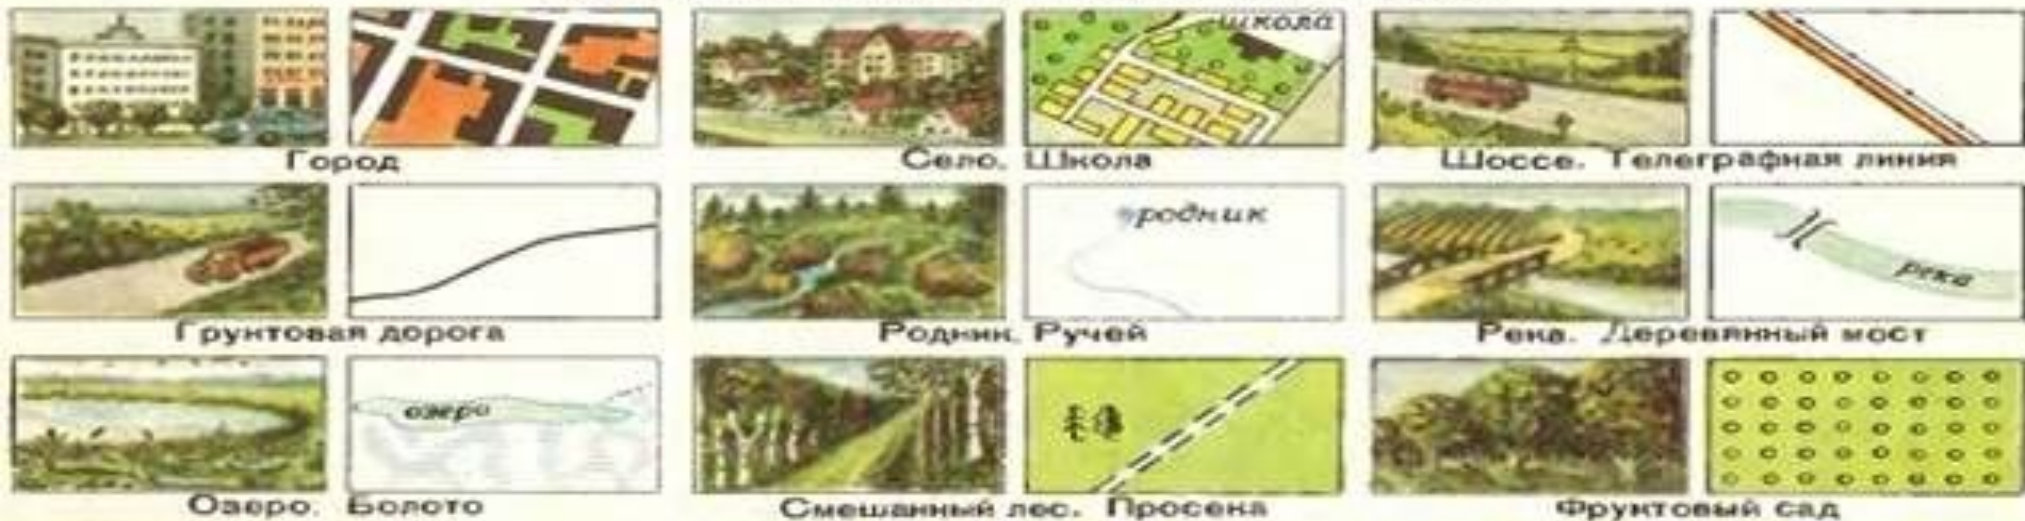 школа
Город
Село. Школа
Шоссе. Телеграфная линия
родник
река
Грунтовая дорога
Родник. Ручей
Река. Деревянный мост
озеро
Озеро. Болото
Смешанный лес. Просека
Фруктовый сад